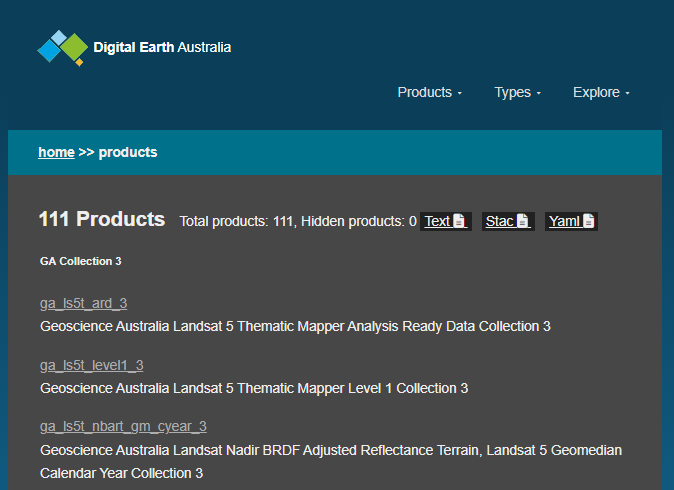 Digital Earth Australia
Products Types Explore
home >> products
111 Products Total products: 111, Hidden products: 0 Text Stac Yaml
GA Collection 3
ga_ls5t_ard_3
Geoscience Australia Landsat 5 Thematic Mapper Analysis Ready Data Collection 3
ga_ls5t_level1_3
Geoscience Australia Landsat 5 Thematic Mapper Level 1 Collection 3
ga_ls5t_nbart_gm_cyear_3
Geoscience Australia Landsat Nadir BRDF Adjusted Reflectance Terrain, Landsat 5 Geomedian
Calendar Year Collection 3